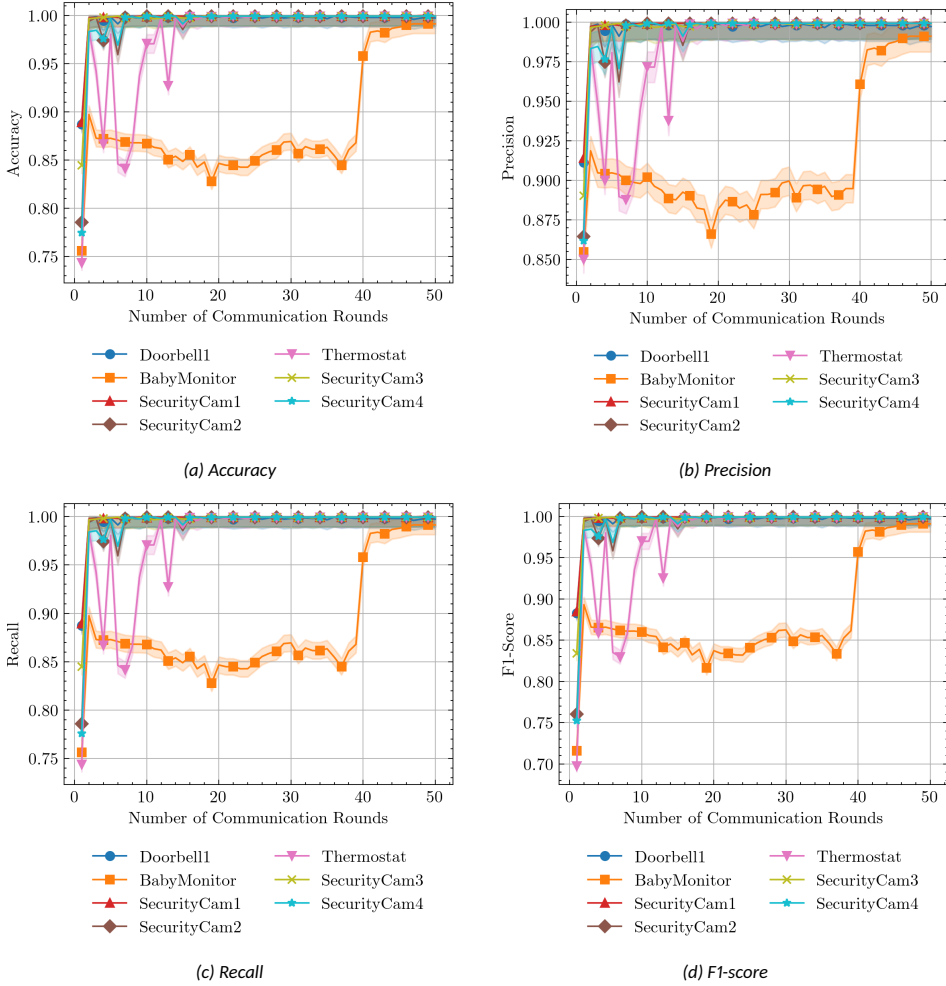 1.00
0.95
0.90
0.85
0.80
0.75
Accuracy
0 10 20 30 40 50
Number of Communication Rounds
Doorbell1
BabyMonitor
SecurityCam1
SecurityCam2
Thermostat
SecurityCam3
SecurityCam4
(a) Accuracy
1.000
0.975
0.950
0.925
0.900
0.875
0.850
Precision
0 10 20 30 40 50
Number of Communication Rounds
Doorbell1
BabyMonitor
SecurityCam1
SecurityCam2
Thermostat
SecurityCam3
SecurityCam4
(b) Precision
1.00
0.95
0.90
0.85
0.80
0.75
Recall
0 10 20 30 40 50
Number of Communication Rounds
Doorbell1
BabyMonitor
SecurityCam1
SecurityCam2
Thermostat
SecurityCam3
SecurityCam4
(c) Recall
1.00
0.95
0.90
0.85
0.80
0.75
0.70
F1-Score
0 10 20 30 40 50
Number of Communication Rounds
Doorbell1
BabyMonitor
SecurityCam1
SecurityCam2
Thermostat
SecurityCam3
SecurityCam4
(d) F1-score